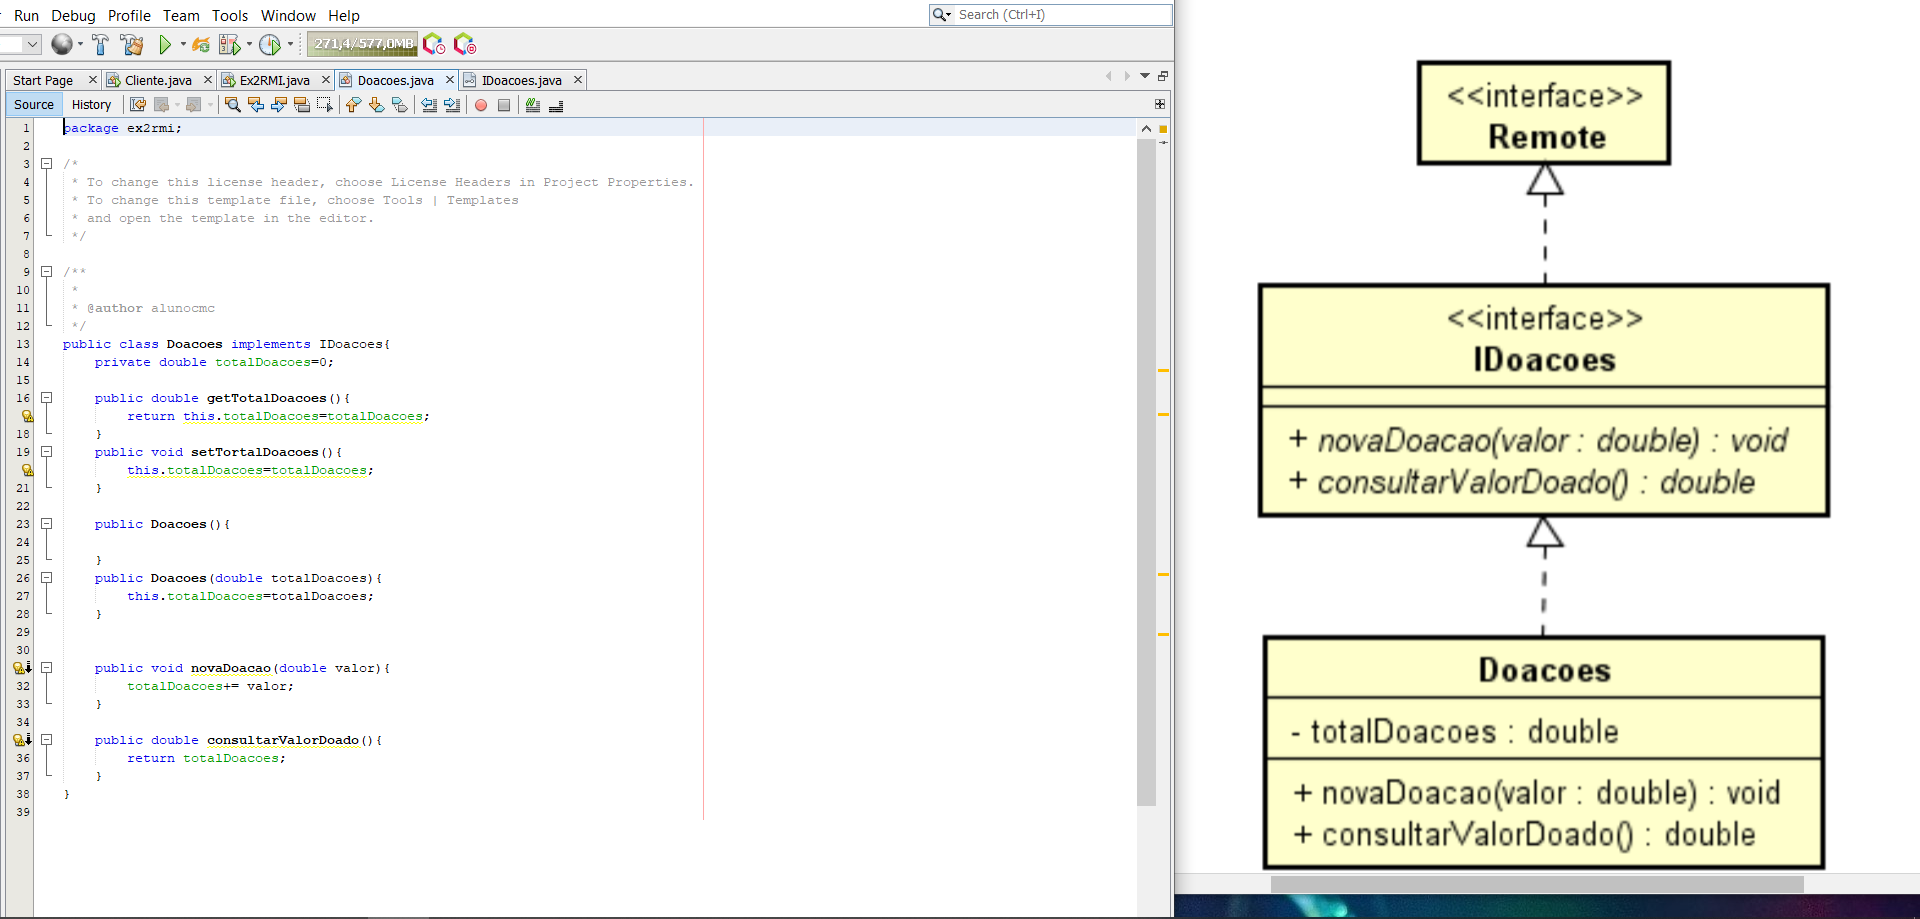 Run Debug Profile Team Tools Window Help
Search (Ctrl+I)
271,4/577,0MB
Start Page Cliente.java Ex2RMI.java Doacoes.java IDoacoes.java
Source History
1 package ex2rmi;
2
3 /*
4 * To change this license header, choose License Headers in Project Properties.
5 * To change this template file, choose Tools | Templates
6 * and open the template in the editor.
7 */
8
9 /**
10 *
11 * @author alunocmc
12 */
13 public class Doacoes implements IDoacoes{
14 private double totalDoacoes=0;
15
16 public double getTotalDoacoes(){
return this.totalDoacoes=totalDoacoes;
18 }
19 public void setTortalDoacoes(){
this.totalDoacoes=totalDoacoes;
21 }
22
23 public Doacoes(){
24
25 }
26 public Doacoes(double totalDoacoes){
27 this.totalDoacoes=totalDoacoes;
28 }
29
30
public void novaDoacao(double valor){
32 totalDoacoes+= valor;
33 }
34
public double consultarValorDoado(){
36 return totalDoacoes;
37 }
38 }
39
<<interface>>
Remote
<<interface>>
IDoacoes
+ novaDoacao(valor : double) : void
+ consultarValorDoado() : double
Doacoes
- totalDoacoes : double
+ novaDoacao(valor : double) : void
+ consultarValorDoado() : double